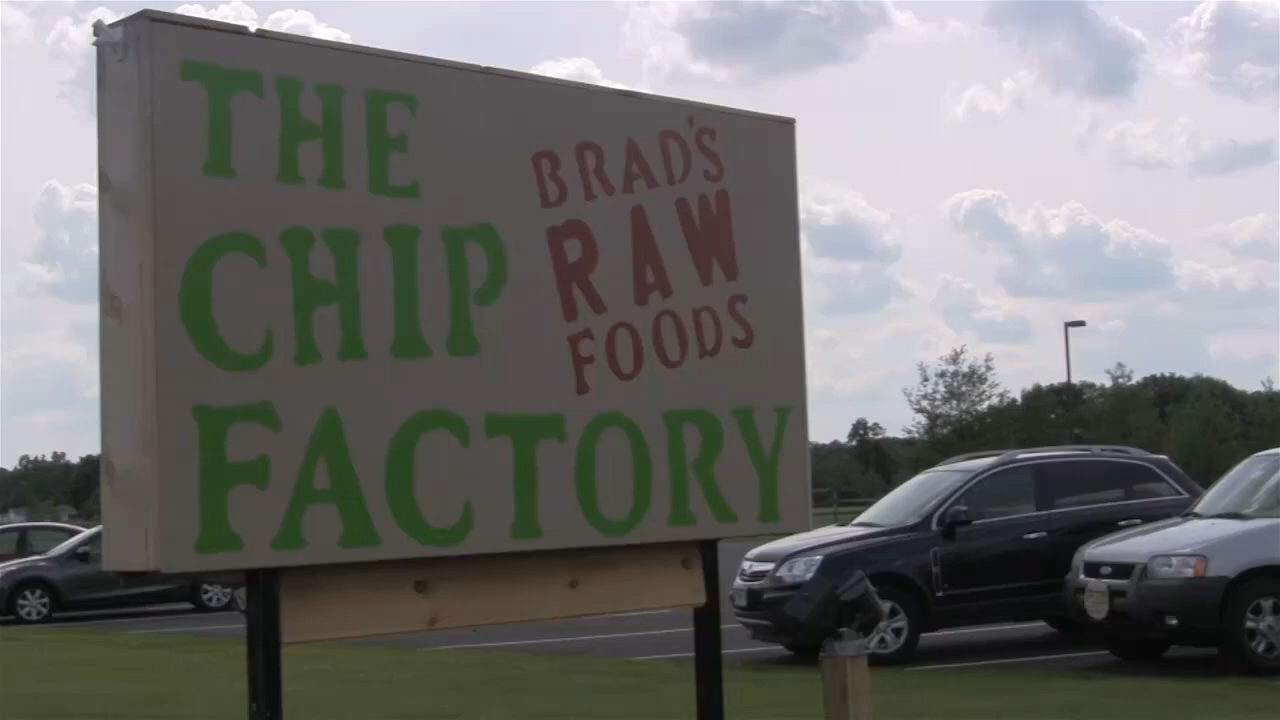 THE
CHIP
FACTORY
BRAD'S
RAW
FOODS